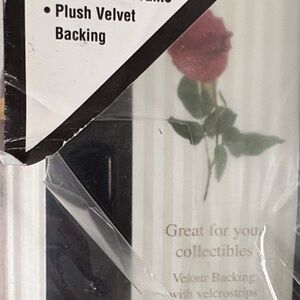 • Plush Velvet
Backing
Great for your
collectibles
Velour Backing
with velcrostrips